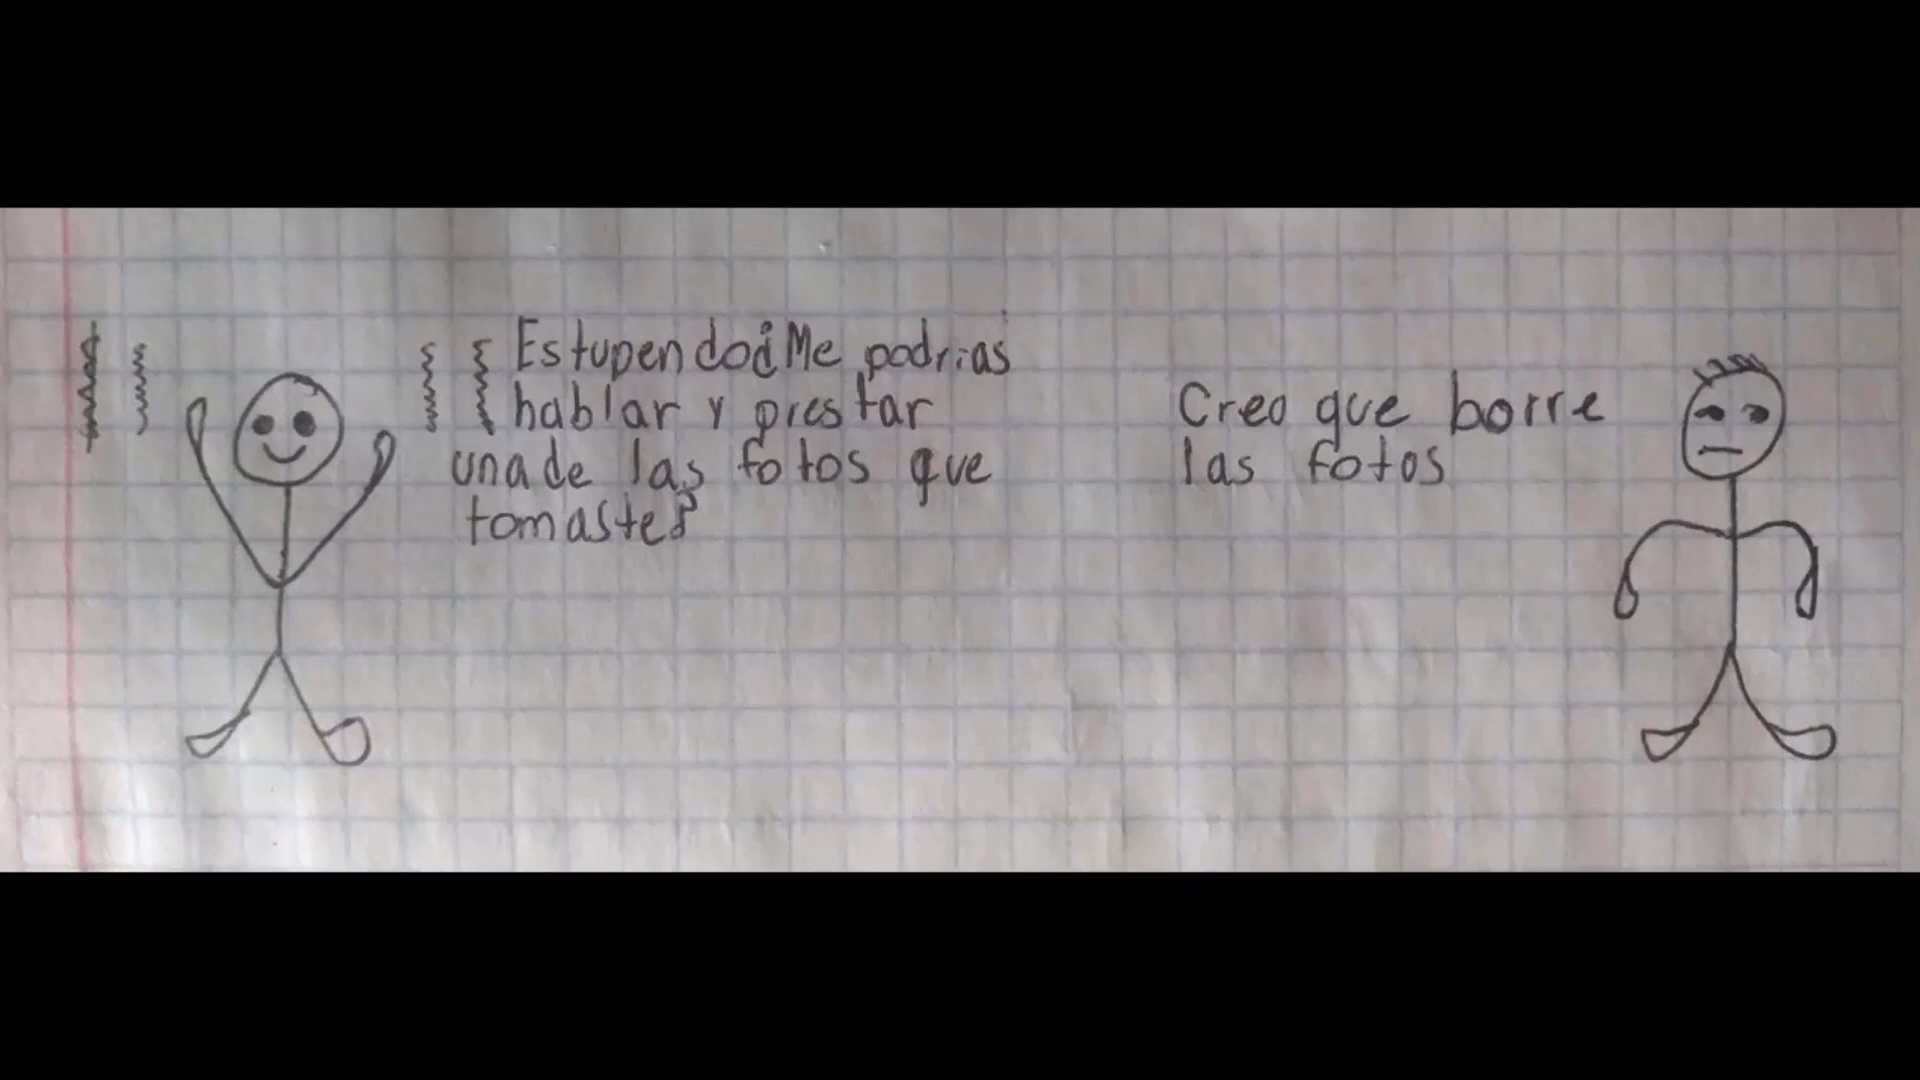 Estupendo¿Me podrias
hablar y prestar
una de las fotos que
tomaste?
Creo que borre
las fotos